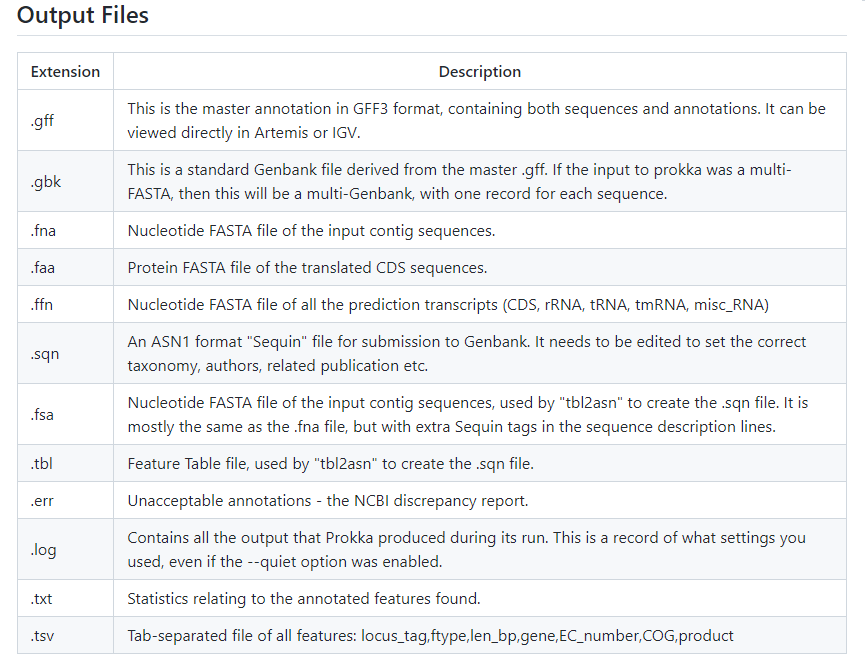 Output Files
Extension Description
.gff This is the master annotation in GFF3 format, containing both sequences and annotations. It can be
viewed directly in Artemis or IGV.
.gbk This is a standard Genbank file derived from the master .gff. If the input to prokka was a multi-
FASTA, then this will be a multi-Genbank, with one record for each sequence.
.fna Nucleotide FASTA file of the input contig sequences.
.faa Protein FASTA file of the translated CDS sequences.
.ffn Nucleotide FASTA file of all the prediction transcripts (CDS, rRNA, tRNA, tmRNA, misc_RNA)
.sqn An ASN1 format "Sequin" file for submission to Genbank. It needs to be edited to set the correct
taxonomy, authors, related publication etc.
.fsa Nucleotide FASTA file of the input contig sequences, used by "tbl2asn" to create the .sqn file. It is
mostly the same as the .fna file, but with extra Sequin tags in the sequence description lines.
.tbl Feature Table file, used by "tbl2asn" to create the .sqn file.
.err Unacceptable annotations - the NCBI discrepancy report.
.log Contains all the output that Prokka produced during its run. This is a record of what settings you
used, even if the --quiet option was enabled.
.txt Statistics relating to the annotated features found.
.tsv Tab-separated file of all features: locus_tag,ftype,len_bp,gene,EC_number,COG,product